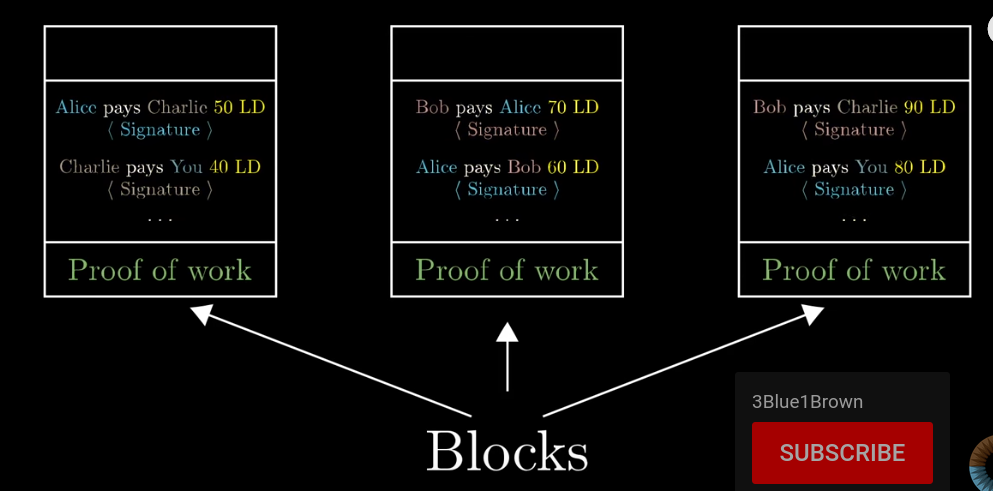 Alice pays Charlie 50 LD
⟨ Signature ⟩
Charlie pays You 40 LD
⟨ Signature ⟩
...
Proof of work
Bob pays Alice 70 LD
⟨ Signature ⟩
Alice pays Bob 60 LD
⟨ Signature ⟩
...
Proof of work
Bob pays Charlie 90 LD
⟨ Signature ⟩
Alice pays You 80 LD
⟨ Signature ⟩
...
Proof of work
Blocks
3Blue1Brown
SUBSCRIBE